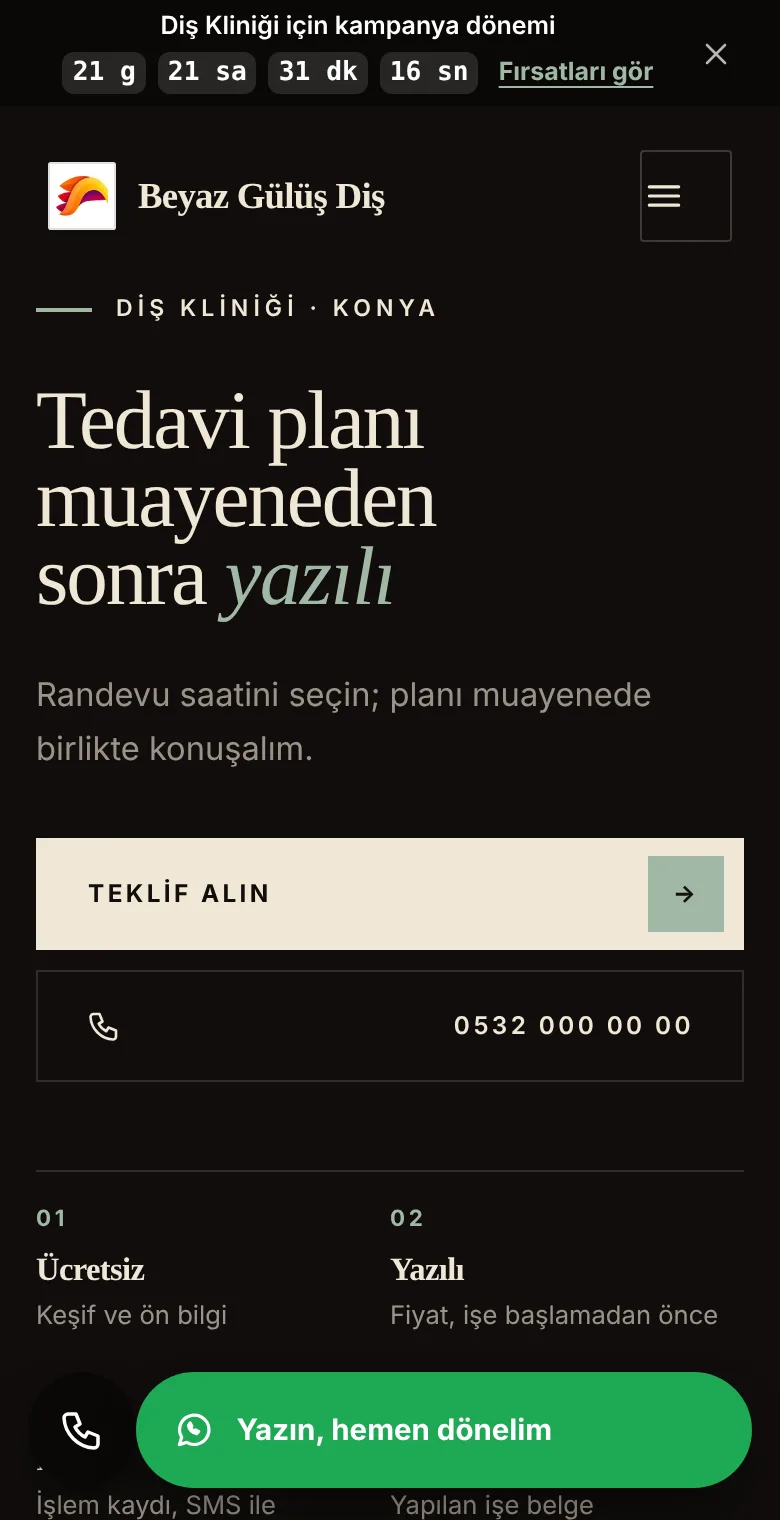 Diş Kliniği için kampanya dönemi
21 g 21 sa 31 dk 16 sn Fırsatları gör
Beyaz Gülüş Diş
DİŞ KLİNİĞİ · KONYA
Tedavi planı
muayeneden
sonra yazılı
Randevu saatini seçin; planı muayenede
birlikte konuşalım.
TEKLİF ALIN
0532 000 00 00
01
Ücretsiz
Keşif ve ön bilgi
02
Yazılı
Fiyat, işe başlamadan önce
Yazın, hemen dönelim
İşlem kaydı, SMS ile
Yapılan işe belge